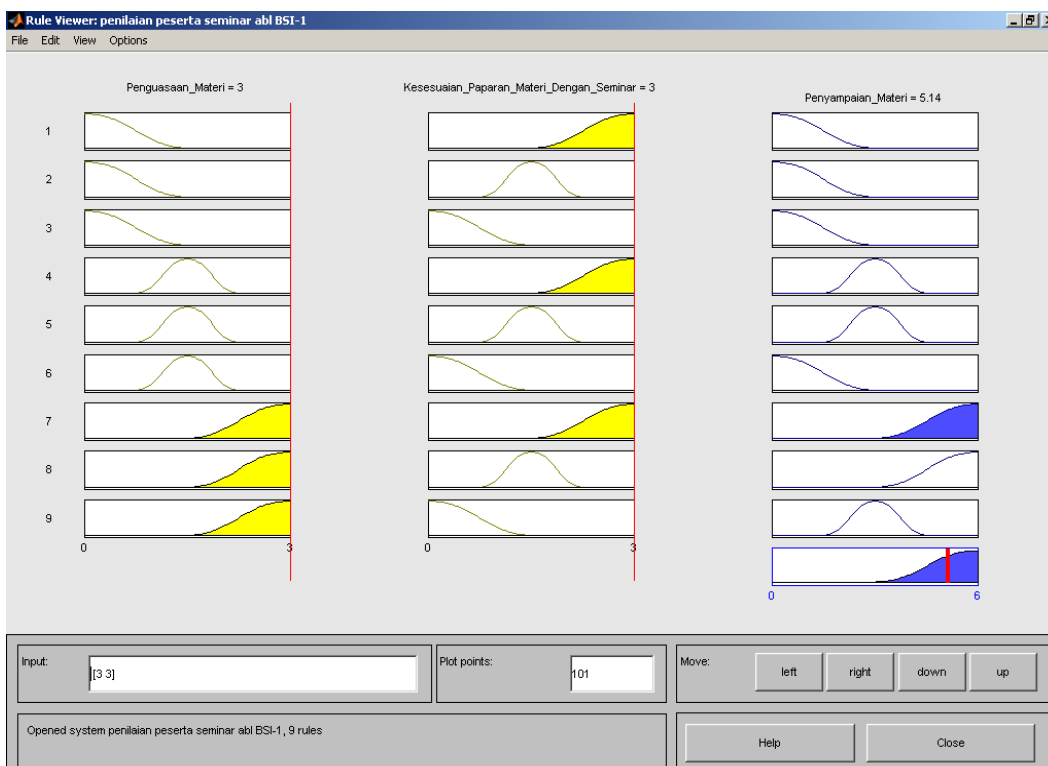 Rule Viewer: penilaian peserta seminar abl BSI-1
File Edit View Options
Penguasaan_Materi = 3
Kesesuaian_Paparan_Materi_Dengan_Seminar = 3
Penyampaian_Materi = 5.14
1
2
3
4
5
6
7
8
9
0 3
0 3
0 6
Input:
[3 3]
Plot points:
101
Move:
left
right
down
up
Opened system penilaian peserta seminar abl BSI-1, 9 rules
Help
Close